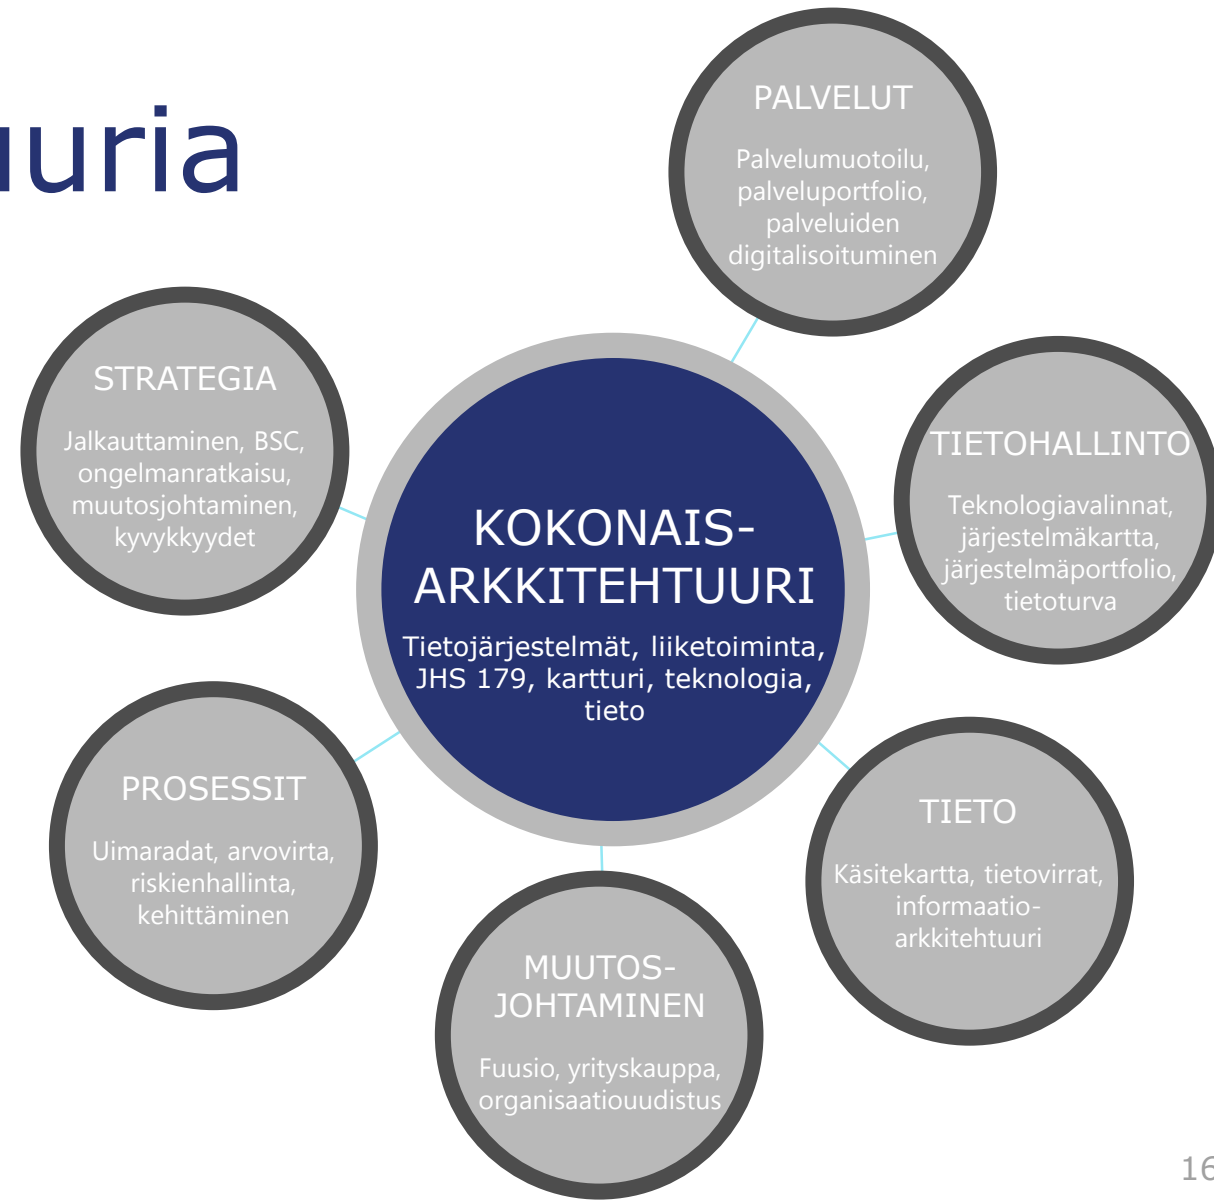 uuria
PALVELUT
Palvelumuotoilu,
palveluportfolio,
palveluiden
digitalisoituminen
STRATEGIA
Jalkauttaminen, BSC,
ongelmanratkaisu,
muutosjohtaminen,
kyvykkyydet
TIETOHALLINTO
Teknologiavalinnat,
järjestelmäkartta,
järjestelmäportfolio,
tietoturva
KOKONAIS-
ARKKITEHTUURI
Tietojärjestelmät, liiketoiminta,
JHS 179, kartturi, teknologia,
tieto
PROSESSIT
Uimaradat, arvovirta,
riskienhallinta,
kehittäminen
TIETO
Käsitekartta, tietovirrat,
informaatio-
arkkitehtuuri
MUUTOS-
JOHTAMINEN
Fuusio, yrityskauppa,
organisaatiouudistus
16